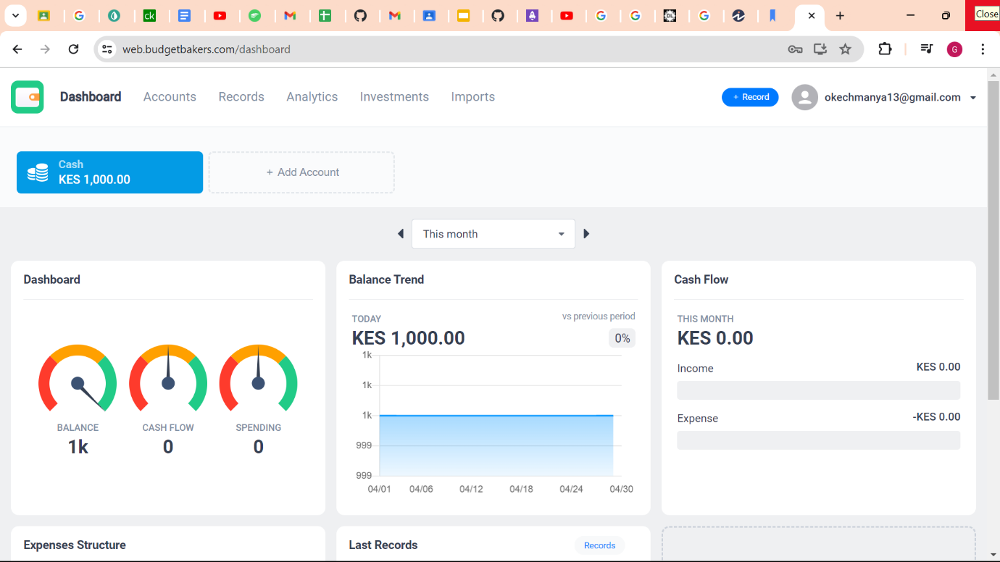 Close
ck
DL
web.budgetbakers.com/dashboard
G
Dashboard
Accounts
Records
Analytics
Investments
Imports
+ Record
okechmanya13@gmail.com
Cash
KES 1,000.00
+ Add Account
This month
Dashboard
BALANCE
1k
CASH FLOW
0
SPENDING
0
Balance Trend
TODAY
vs previous period
KES 1,000.00
0%
1k
1k
1k
999
999
04/01
04/06
04/12
04/18
04/24
04/30
Cash Flow
THIS MONTH
KES 0.00
Income
KES 0.00
Expense
-KES 0.00
Expenses Structure
Last Records
Records